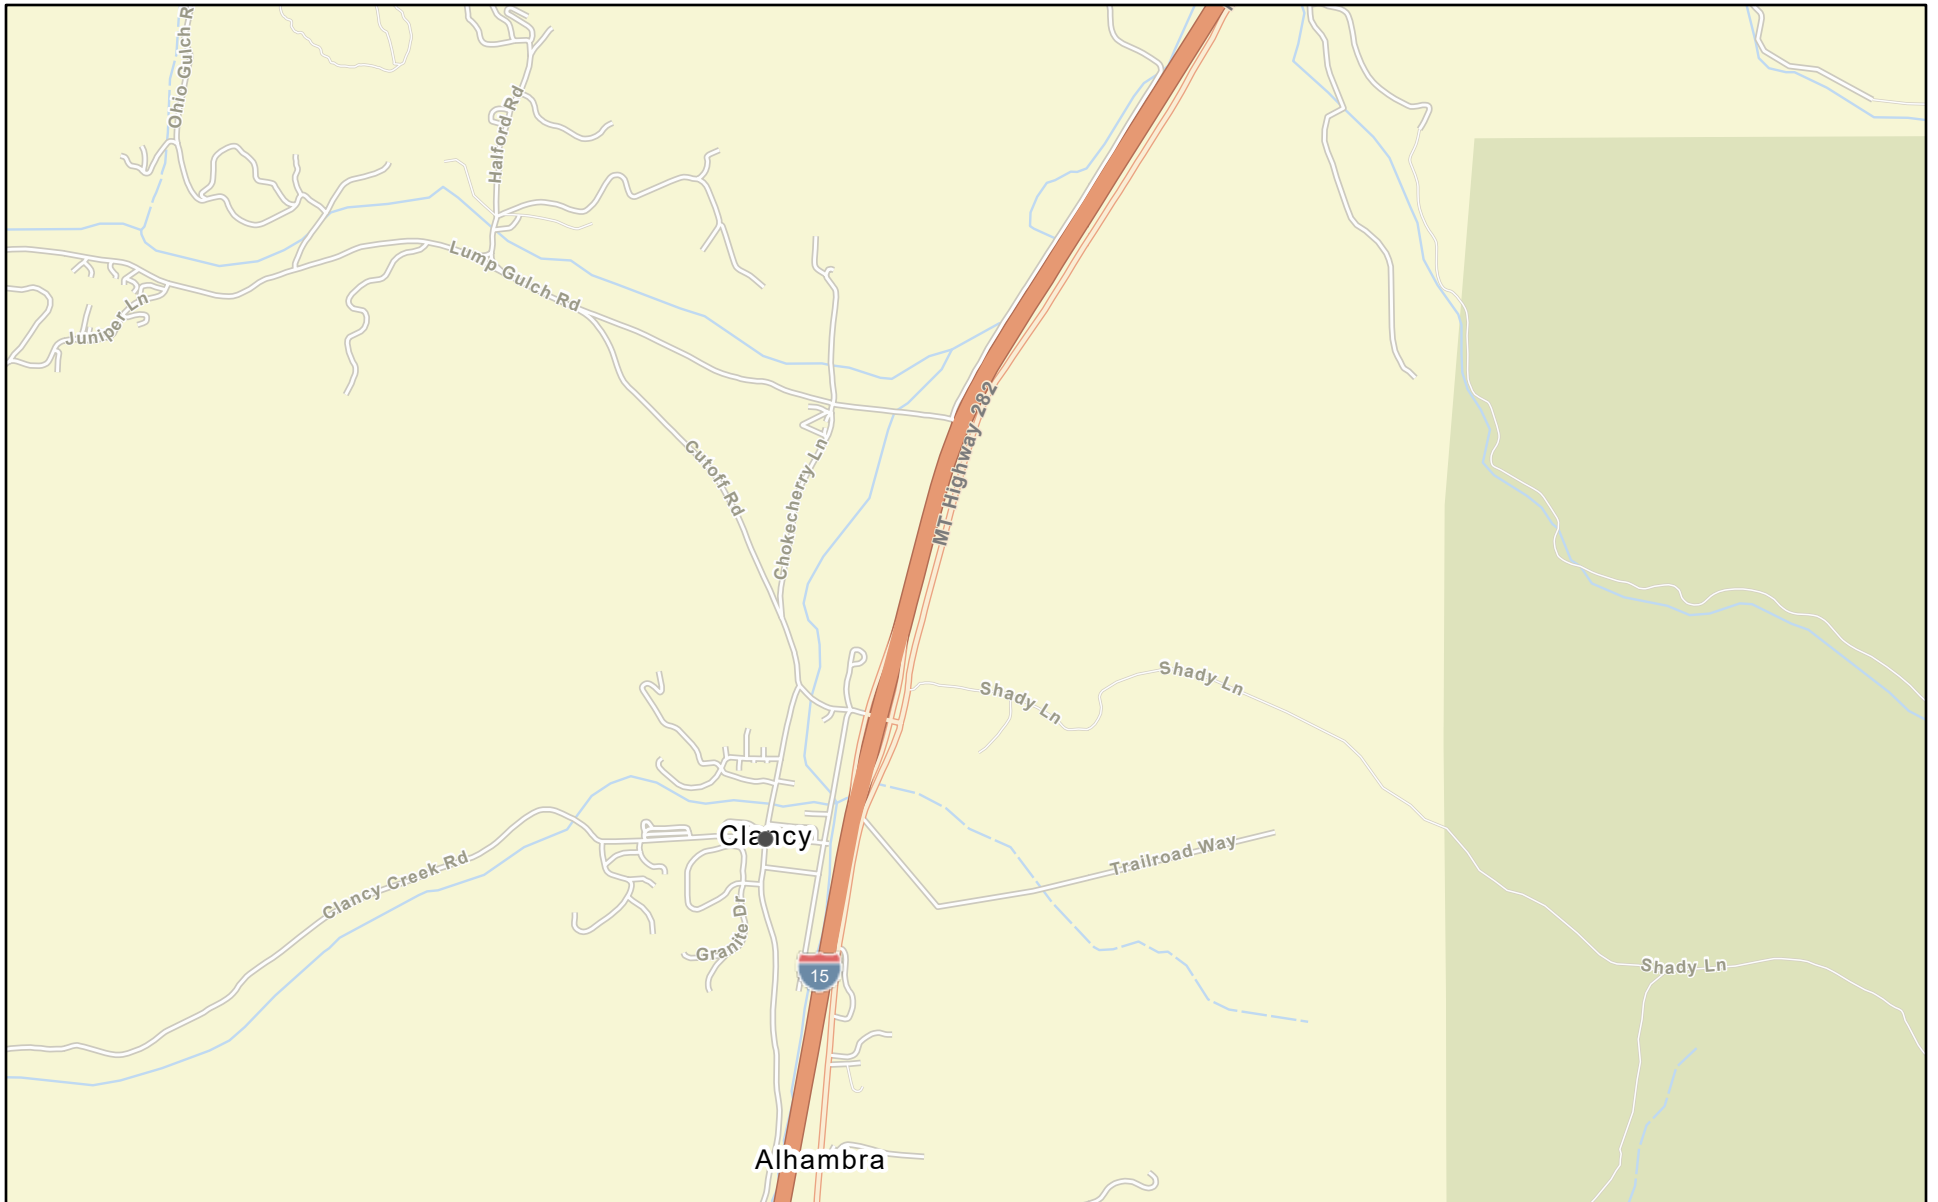 Ohio Gulch R
Halford Rd
Lump Gulch Rd
Juniper Ln
MT Highway 282
Cutoff Rd
Chokecherry Ln
Shady Ln
Shady Ln
Clancy
Trailroad Way
Clancy Creek Rd
Granite Dr
Shady Ln
15
Alhambra